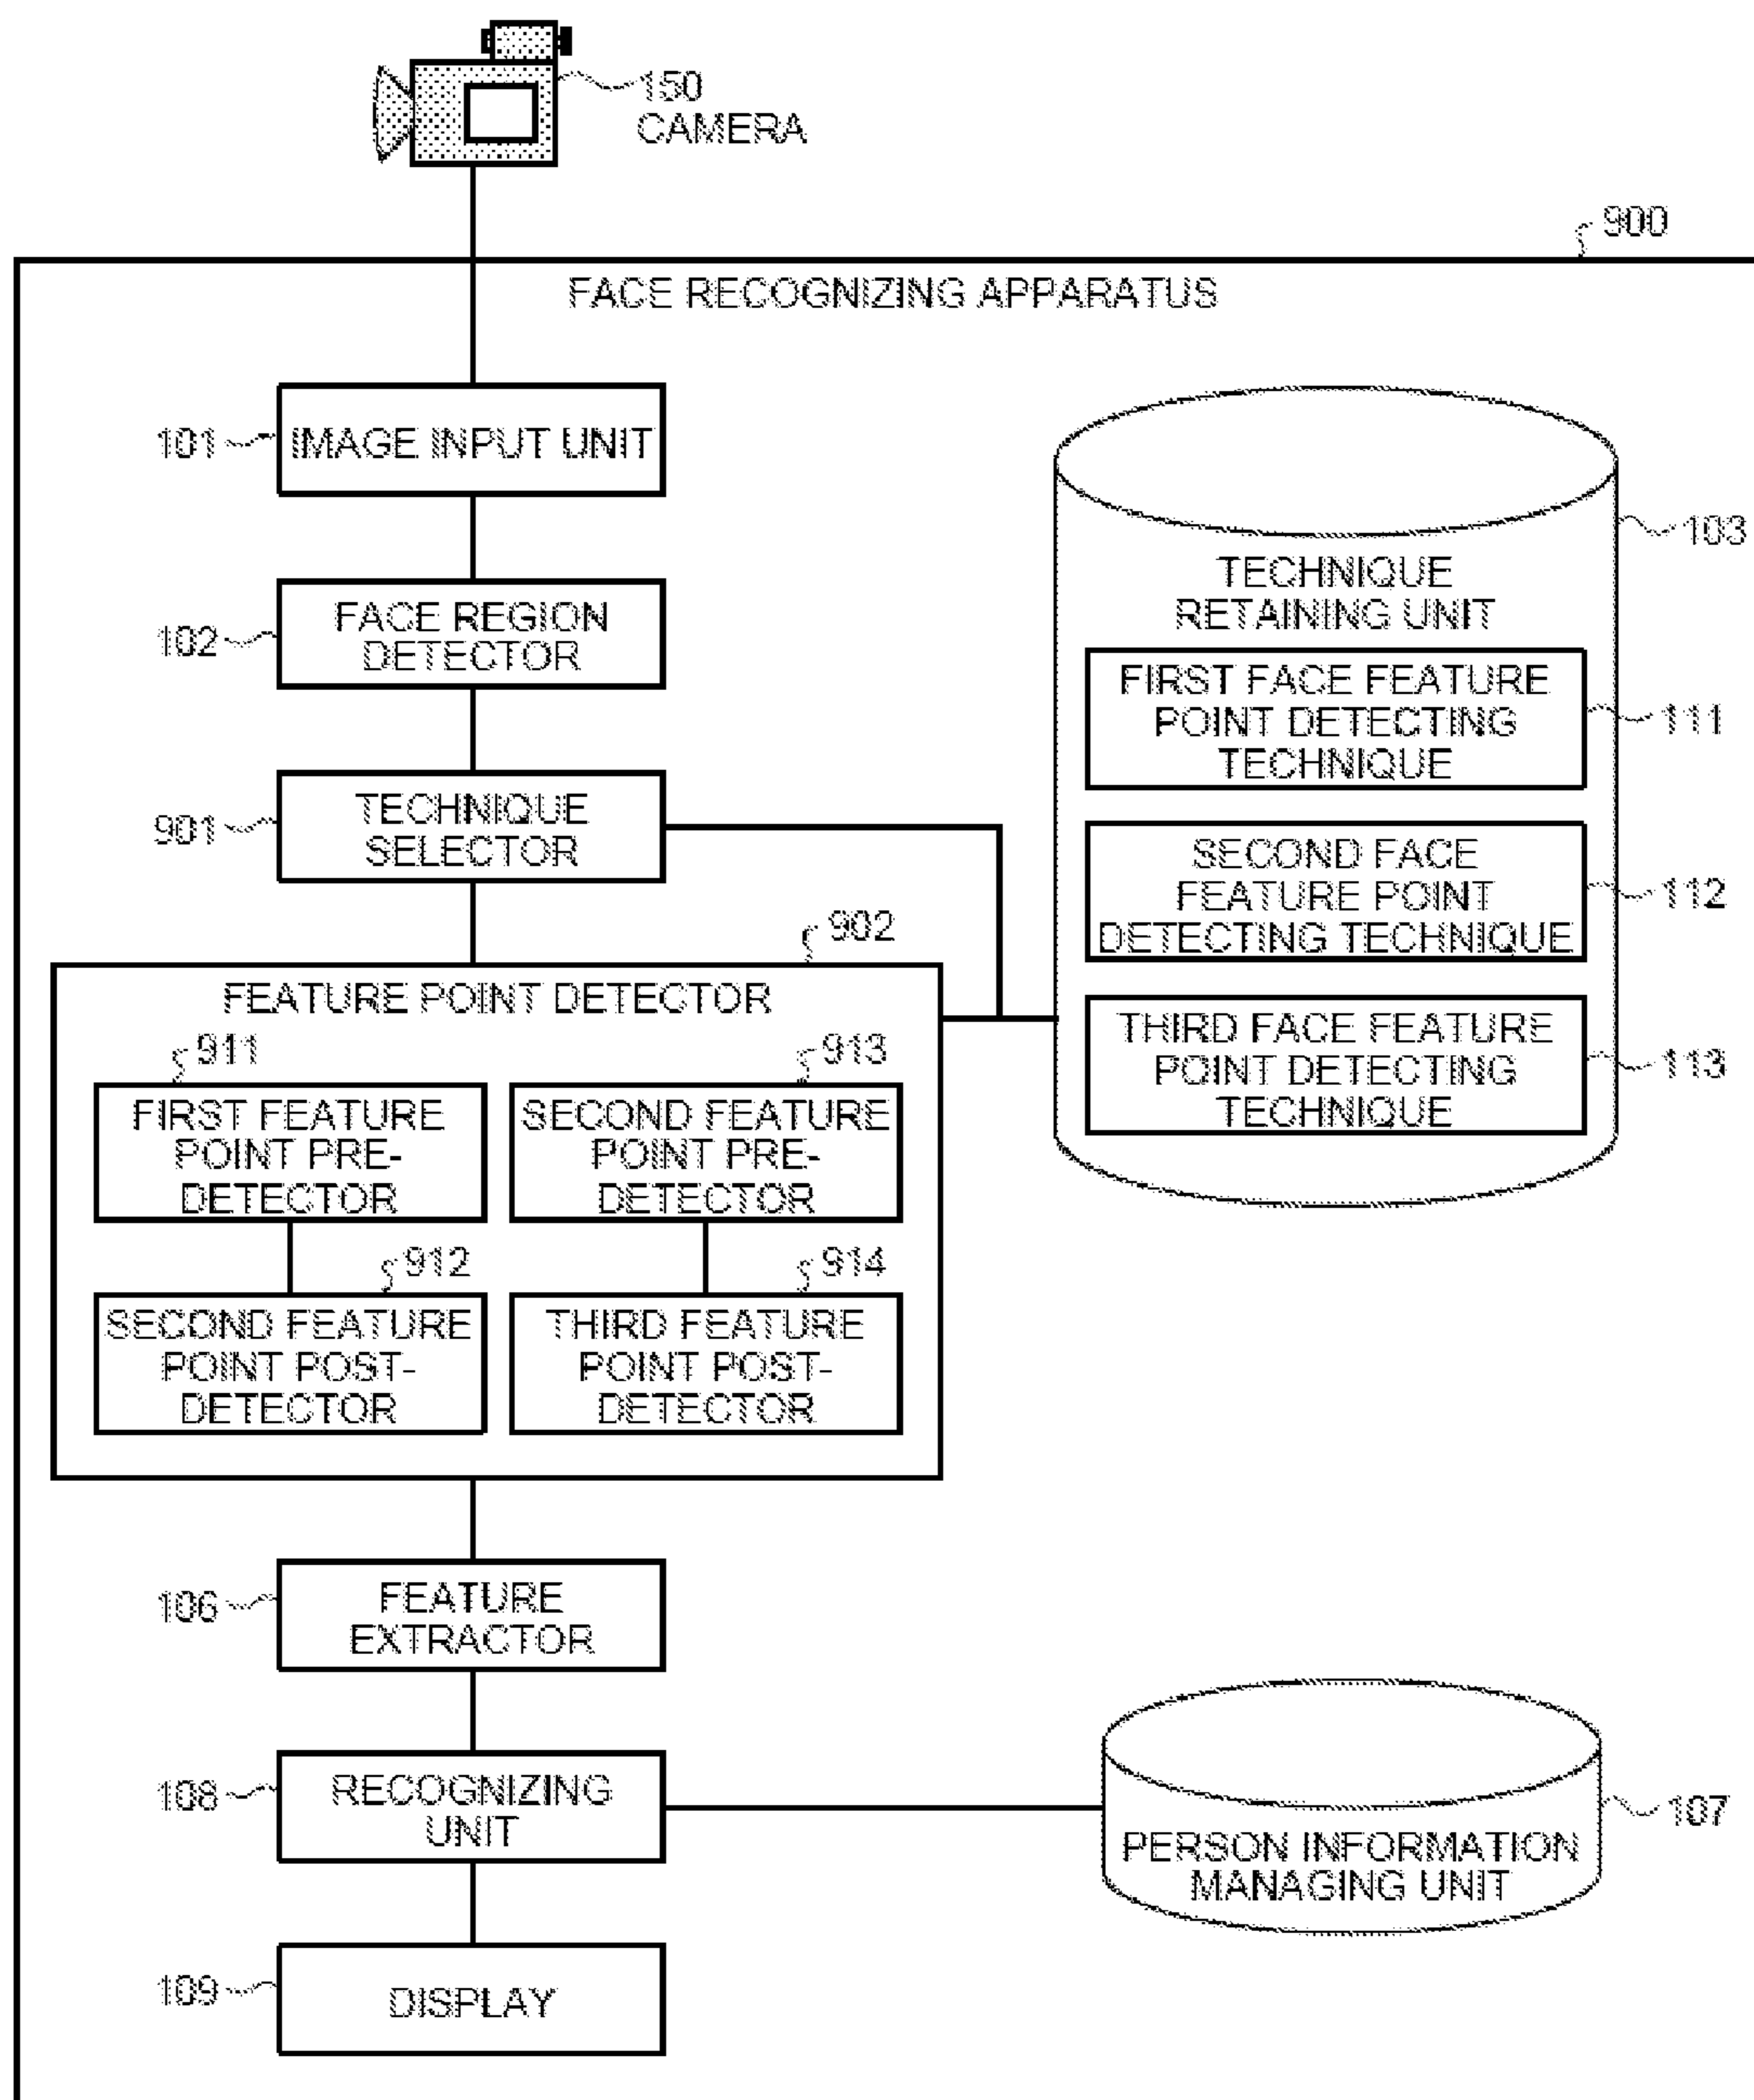 150
CAMERA
900
FACE RECOGNIZING APPARATUS
101
IMAGE INPUT UNIT
102
FACE REGION
DETECTOR
901
TECHNIQUE
SELECTOR
103
TECHNIQUE
RETAINING UNIT
FIRST FACE FEATURE
POINT DETECTING
TECHNIQUE
111
SECOND FACE
FEATURE POINT
DETECTING TECHNIQUE
112
THIRD FACE FEATURE
POINT DETECTING
TECHNIQUE
113
902
FEATURE POINT DETECTOR
911
FIRST FEATURE
POINT PRE-
DETECTOR
913
SECOND FEATURE
POINT PRE-
DETECTOR
912
SECOND FEATURE
POINT POST-
DETECTOR
914
THIRD FEATURE
POINT POST-
DETECTOR
106
FEATURE
EXTRACTOR
108
RECOGNIZING
UNIT
107
PERSON INFORMATION
MANAGING UNIT
109
DISPLAY